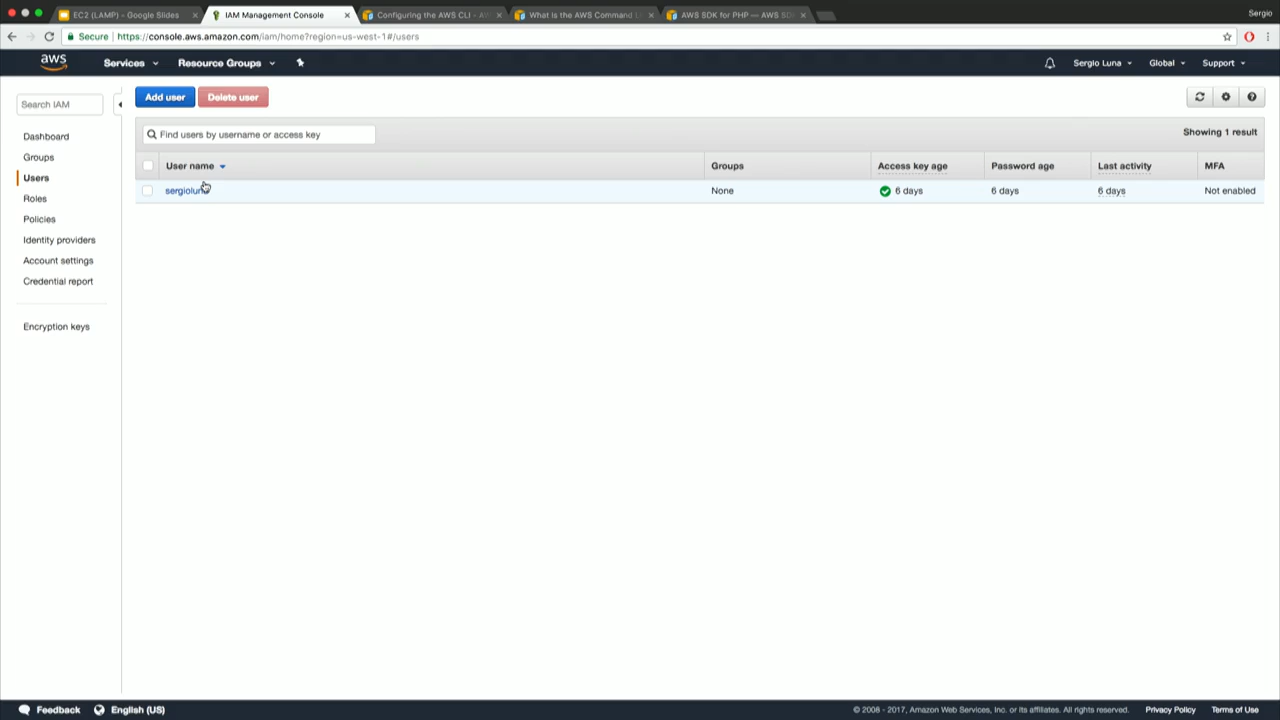 EC2 (LAMP) - Google Slides
IAM Management Console
Configuring the AWS CLI - AW
What Is the AWS Command L
AWS SDK for PHP — AWS SD
Sergio
Secure
https://console.aws.amazon.com/iam/home?region=us-west-1#/users
aws
Services
Resource Groups
Sergio Luna
Global
Support
Search IAM
Add user
Delete user
Find users by username or access key
Showing 1 result
Dashboard
Groups
Users
Roles
Policies
Identity providers
Account settings
Credential report
Encryption keys
User name
Groups
Access key age
Password age
Last activity
MFA
sergioluna
None
6 days
6 days
6 days
Not enabled
Feedback
English (US)
© 2008 - 2017, Amazon Web Services, Inc. or its affiliates. All rights reserved.
Privacy Policy
Terms of Use